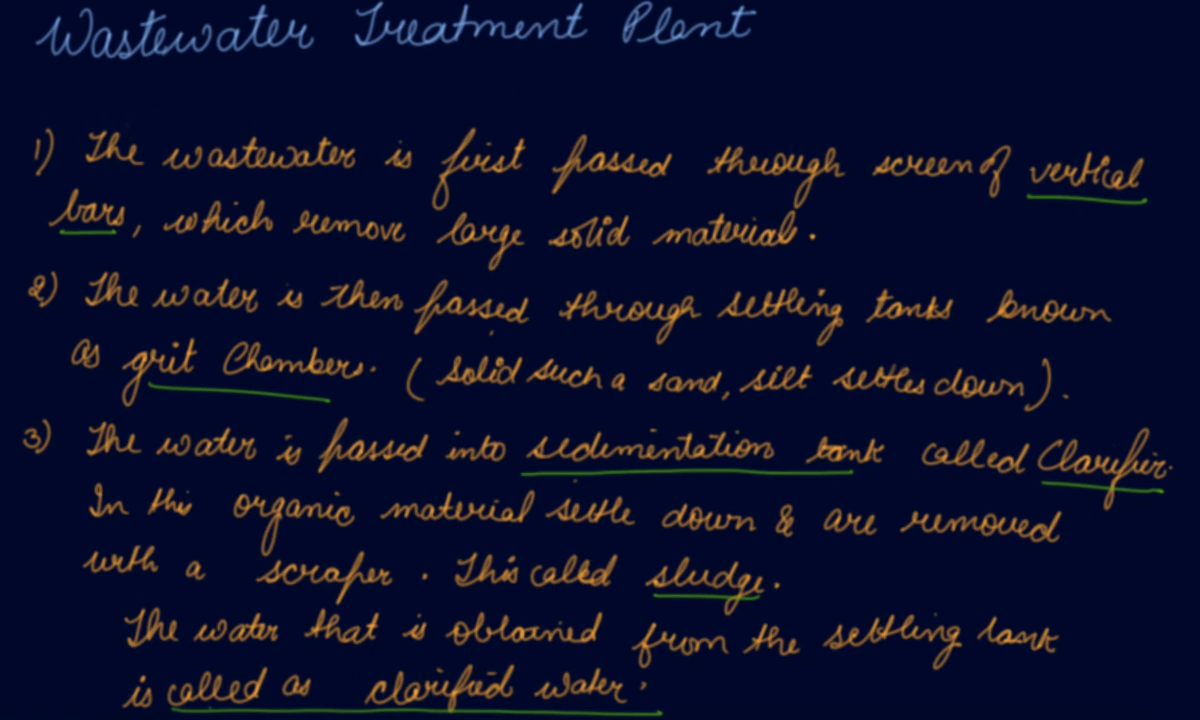 Wastewater Treatment Plant
1) The wastewater is first passed through screen of vertical
bars, which remove large solid material.
2) The water is then passed through settling tanks known
as grit Chambers. (Solid such a sand, silt settles down).
3) The water is passed into sedimentation tank called Clarifier.
In this organic material settle down & are removed
with a scraper. This called sludge.
The water that is obtained from the settling tank
is called as clarified water.